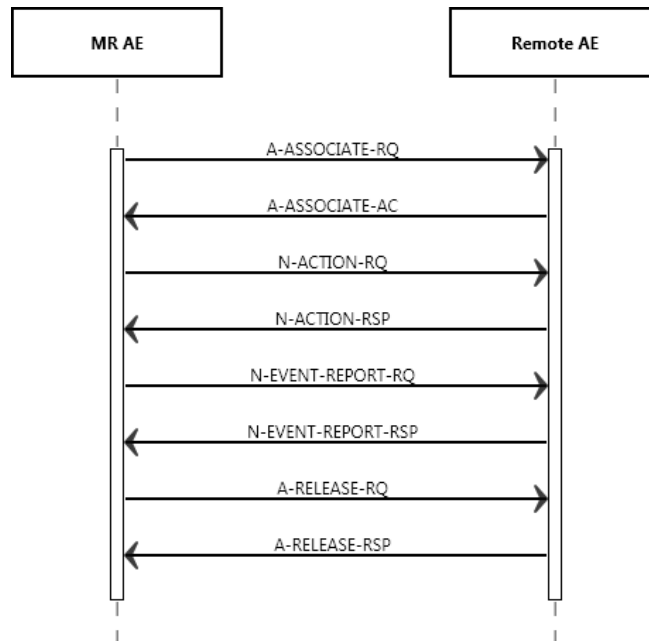 MR AE
Remote AE
A-ASSOCIATE-RQ
A-ASSOCIATE-AC
N-ACTION-RQ
N-ACTION-RSP
N-EVENT-REPORT-RQ
N-EVENT-REPORT-RSP
A-RELEASE-RQ
A-RELEASE-RSP